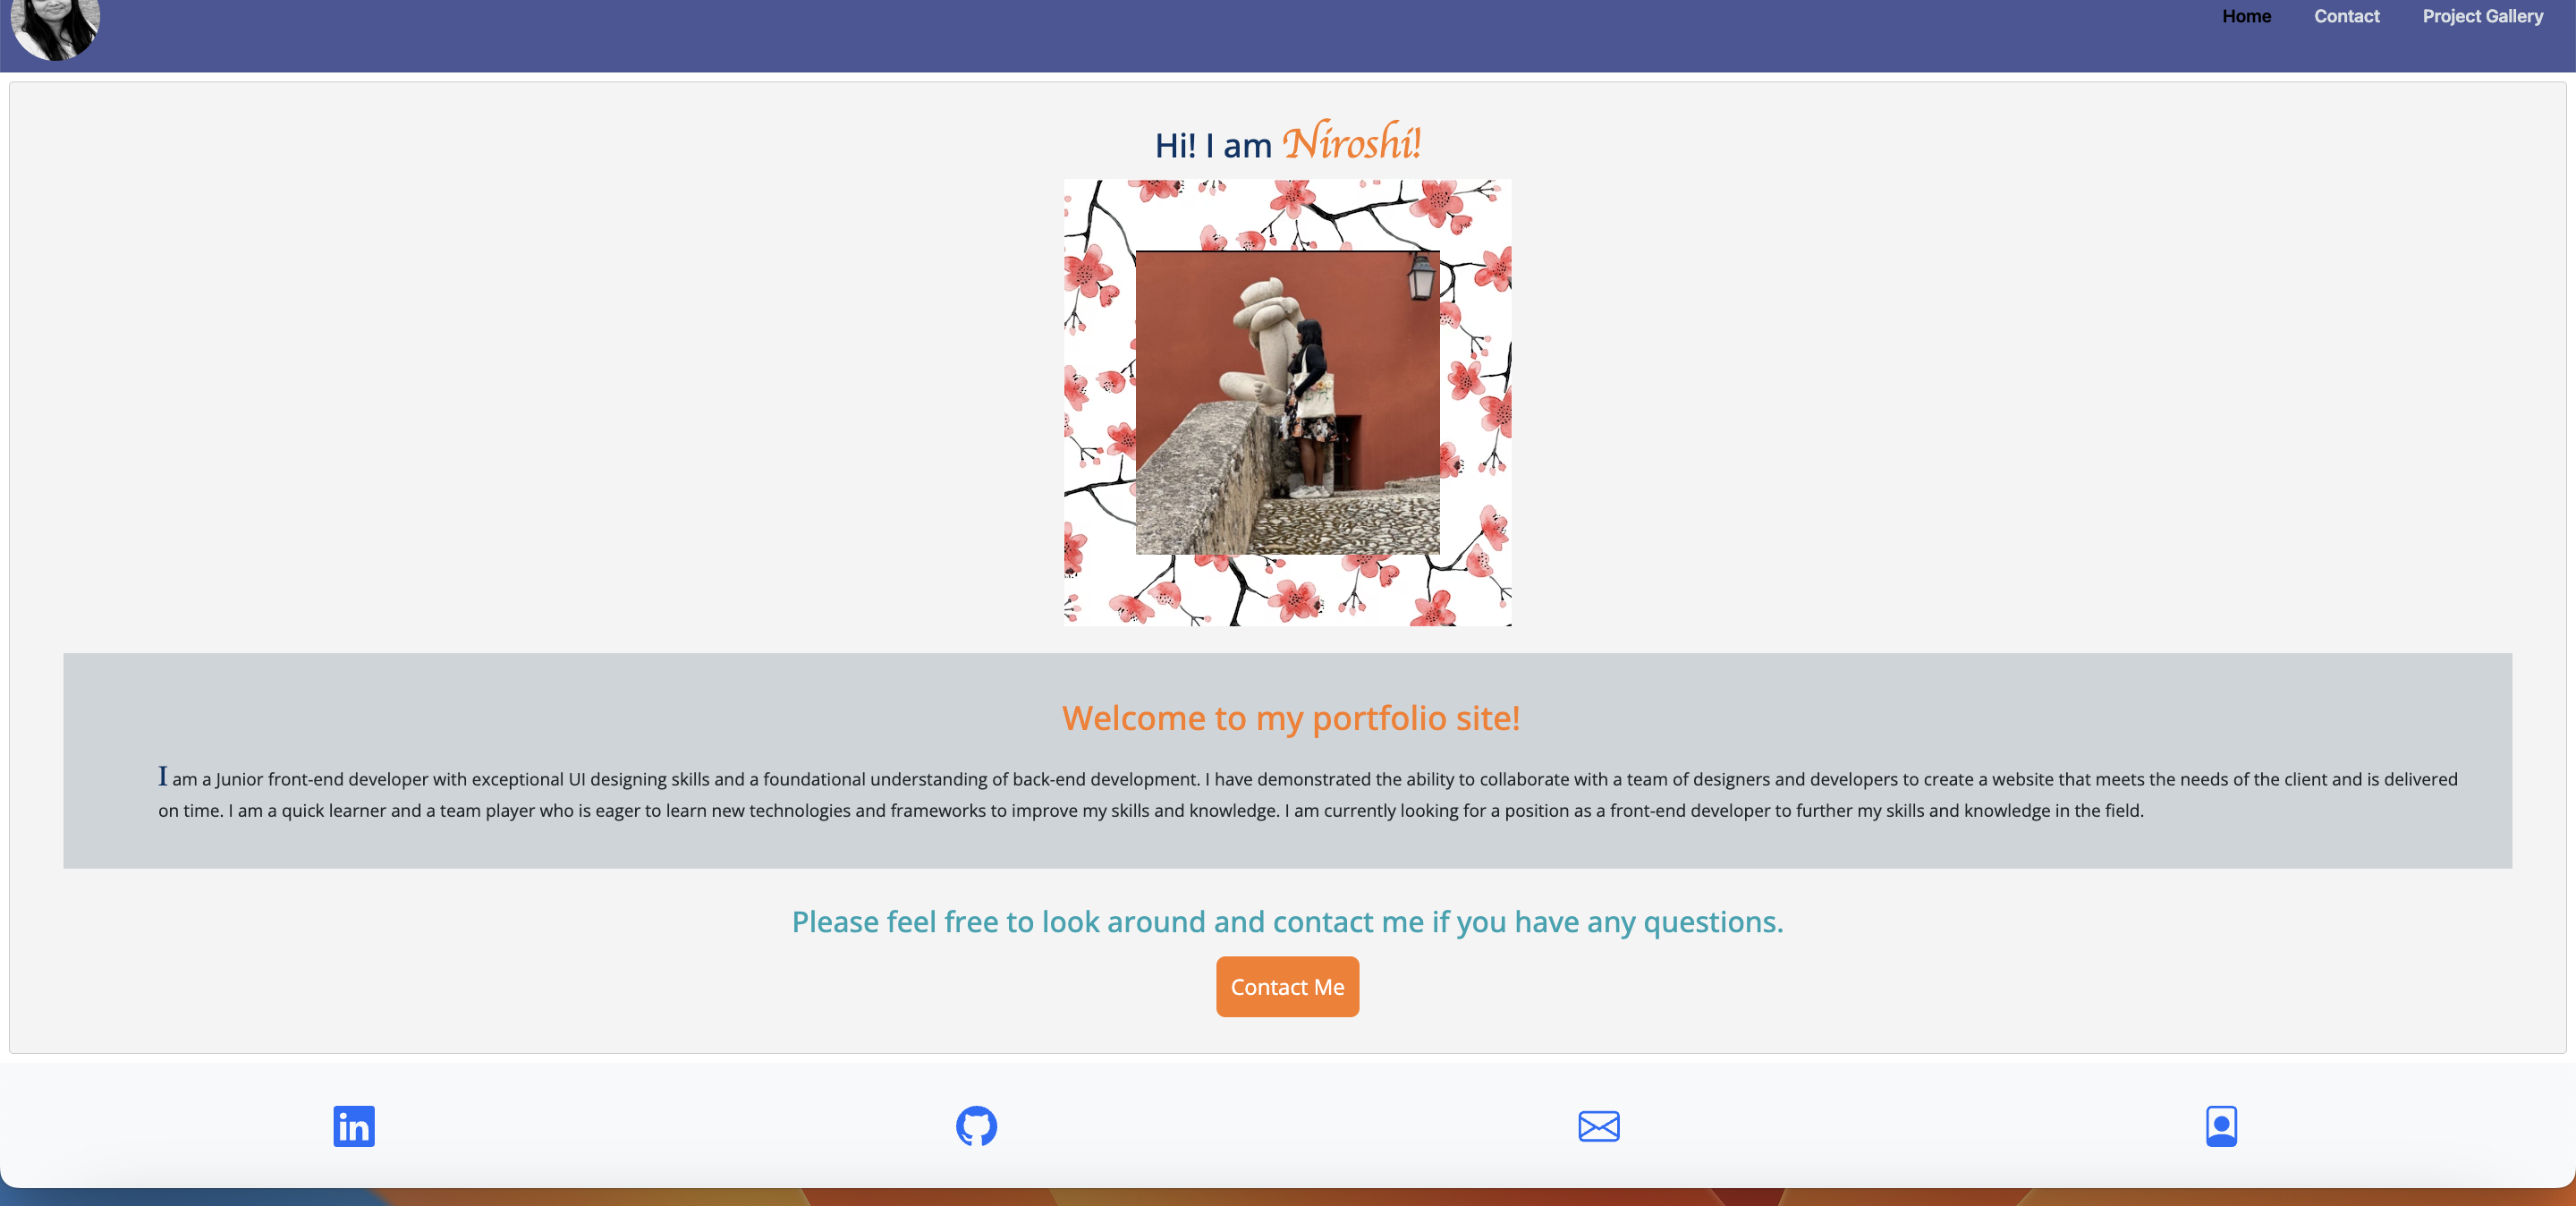 Home Contact Project Gallery
Hi! I am Niroshi!
Welcome to my portfolio site!
I am a Junior front-end developer with exceptional UI designing skills and a foundational understanding of back-end development. I have demonstrated the ability to collaborate with a team of designers and developers to create a website that meets the needs of the client and is delivered
on time. I am a quick learner and a team player who is eager to learn new technologies and frameworks to improve my skills and knowledge. I am currently looking for a position as a front-end developer to further my skills and knowledge in the field.
Please feel free to look around and contact me if you have any questions.
Contact Me
in